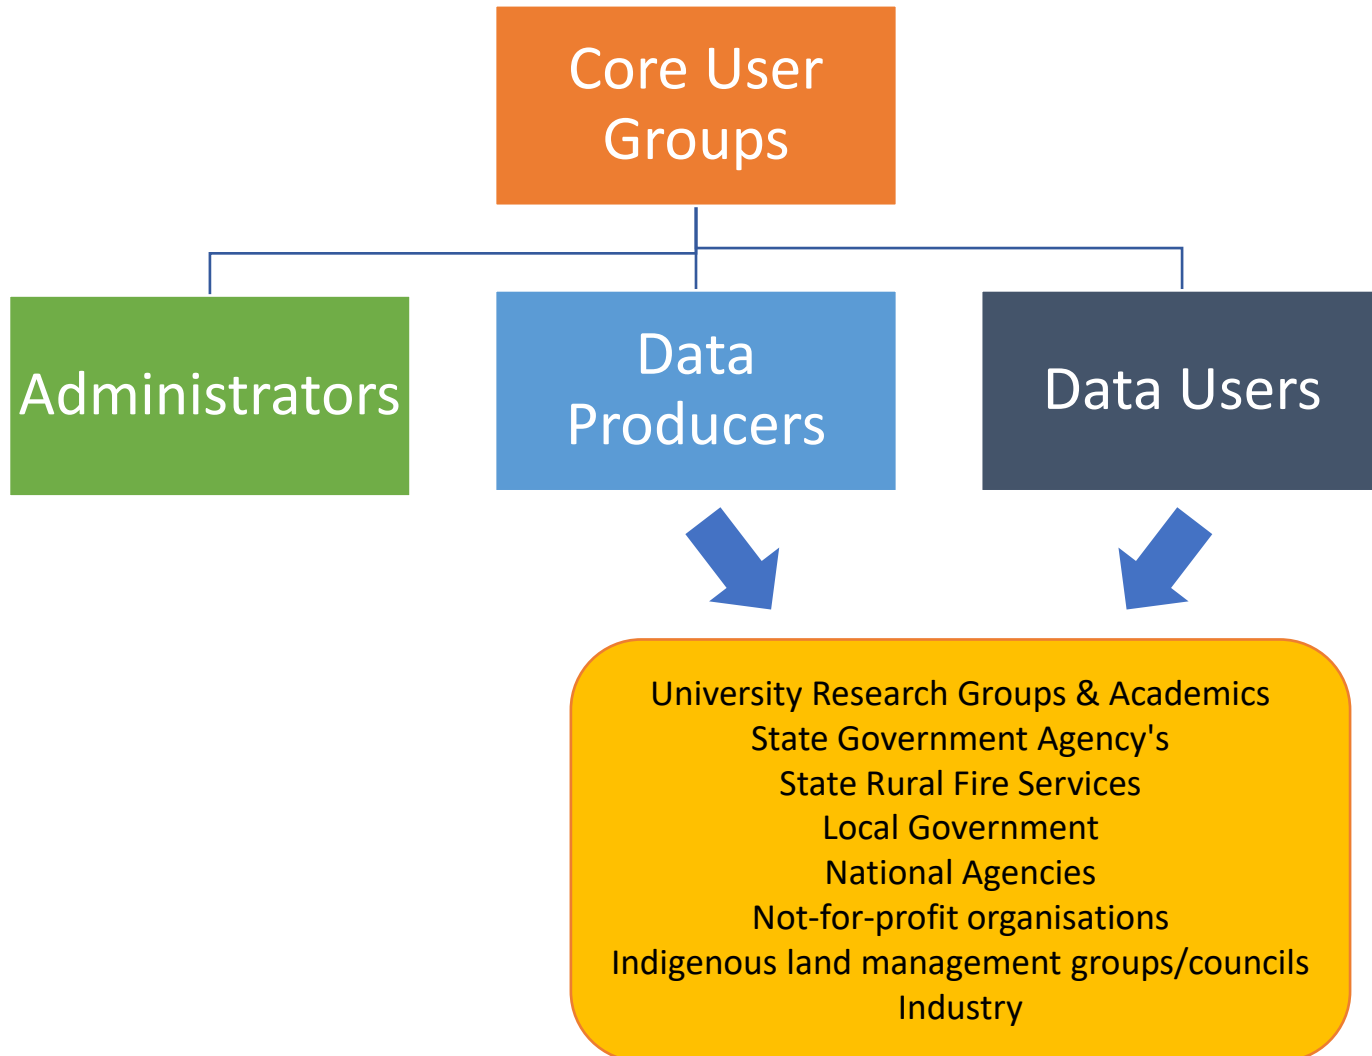 Core User
Groups
Administrators
Data
Producers
Data Users
University Research Groups & Academics
State Government Agency's
State Rural Fire Services
Local Government
National Agencies
Not-for-profit organisations
Indigenous land management groups/councils
Industry